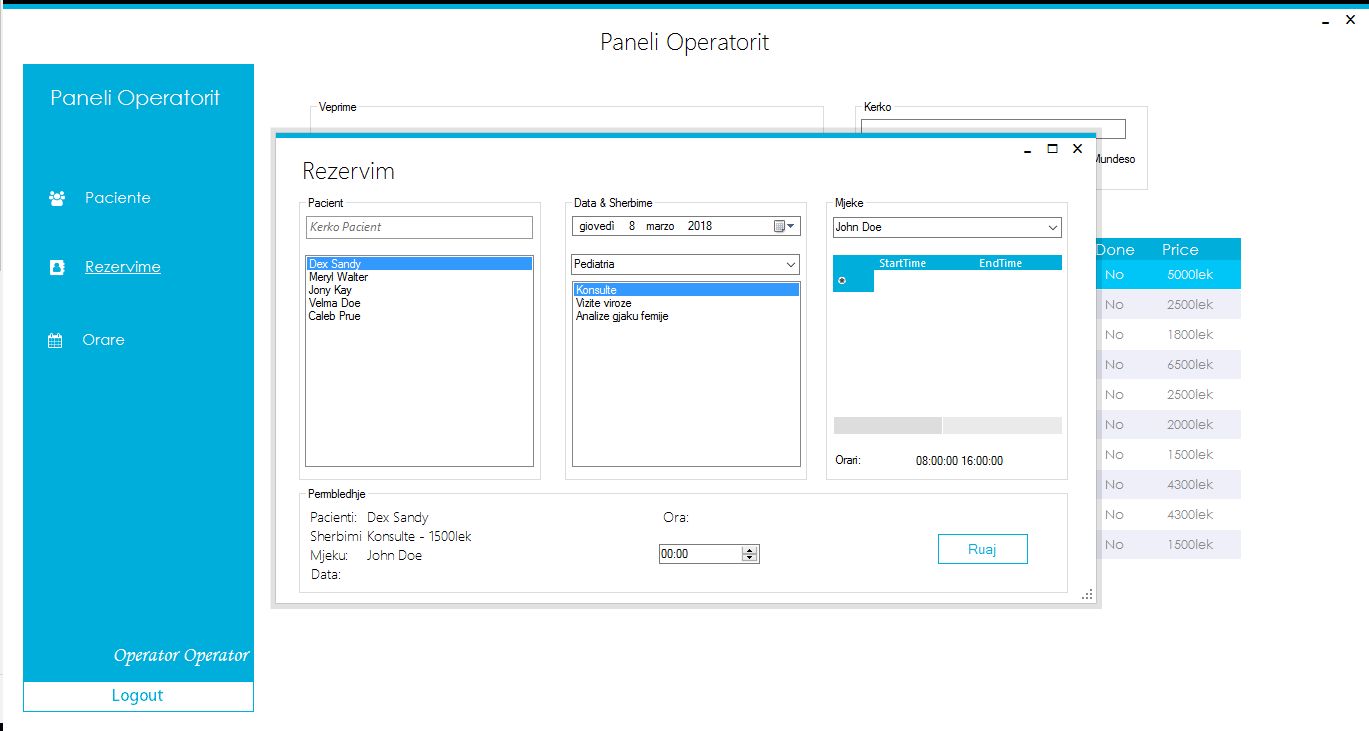 Paneli Operatorit
Paneli Operatorit
Paciente
Rezervime
Orare
Operator Operator
Logout
Veprime
Kerko
Mundeso
Rezervim
Pacient
Kerko Pacient
Dex Sandy
Meryl Walter
Jony Kay
Velma Doe
Caleb Prue
Data & Sherbime
giovedì 8 marzo 2018
Pediatria
Konsulte
Vizite viroze
Analize gjaku femije
Mjeke
John Doe
StartTime EndTime
Orari: 08:00:00 16:00:00
Pembledhje
Pacienti: Dex Sandy
Sherbimi Konsulte - 1500lek
Mjeku: John Doe
Data:
Ora:
00:00
Ruaj
Done Price
No 5000lek
No 2500lek
No 1800lek
No 6500lek
No 2500lek
No 2000lek
No 1500lek
No 4300lek
No 4300lek
No 1500lek